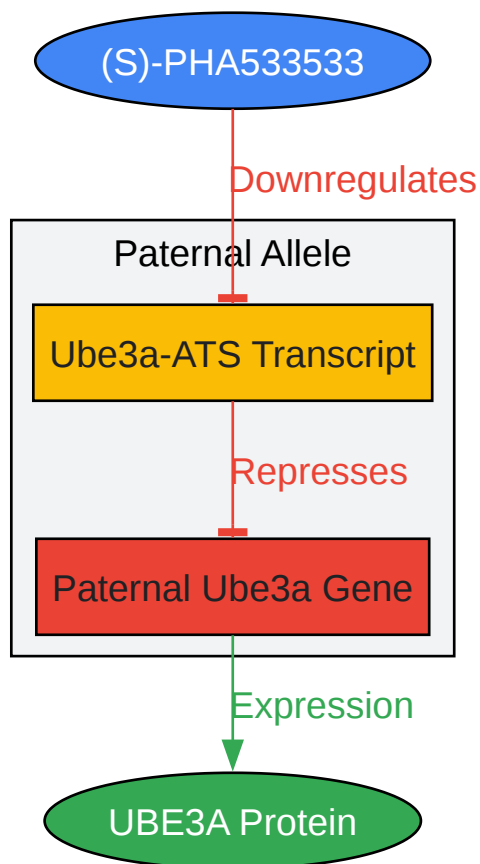 (S)-PHA533533
Downregulates
Paternal Allele
Ube3a-ATS Transcript
Represses
Paternal Ube3a Gene
Expression
UBE3A Protein